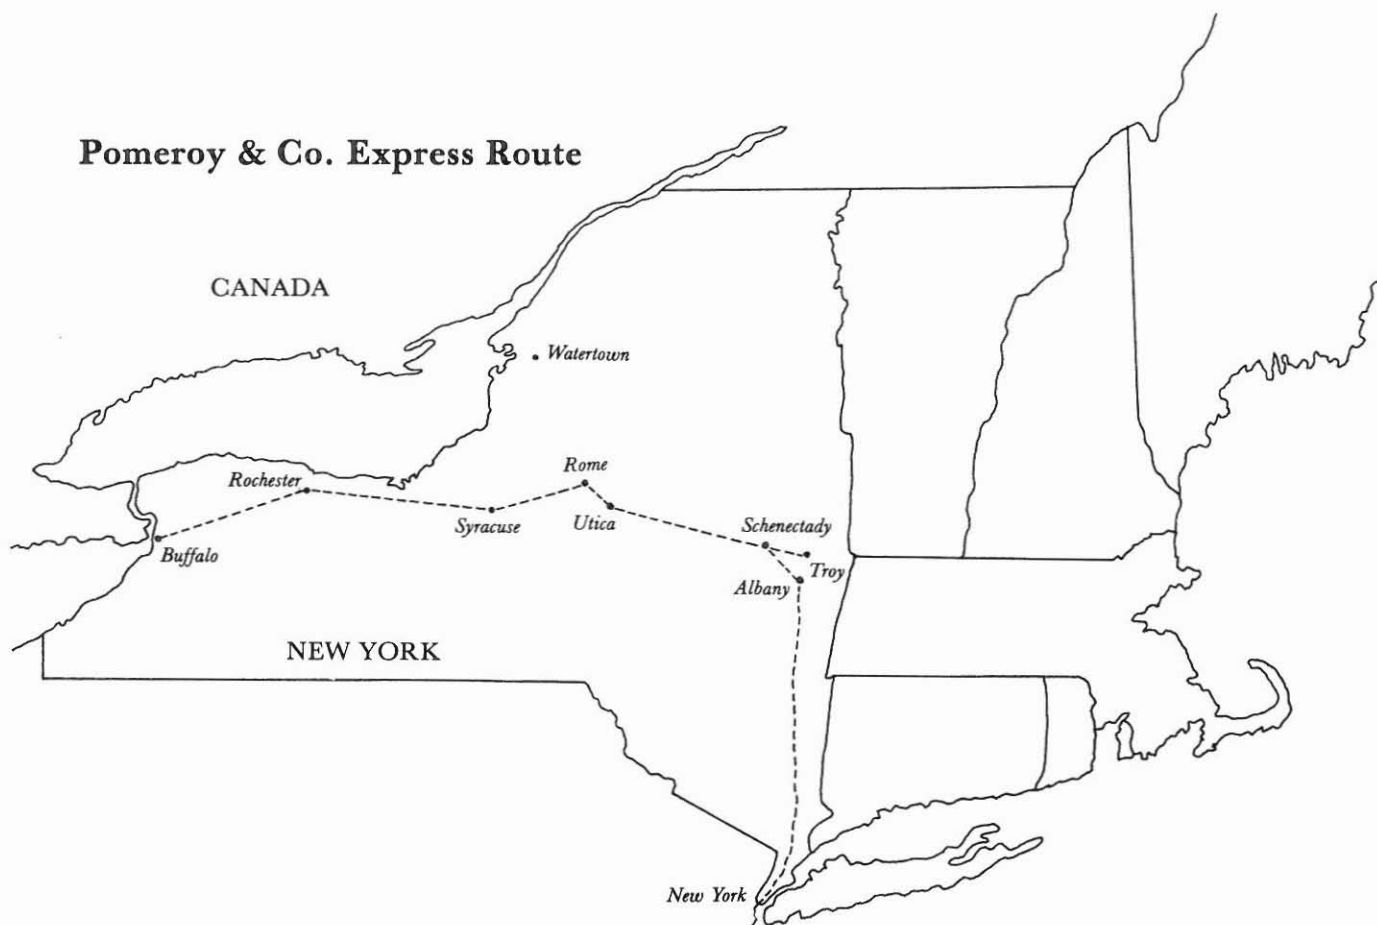 Pomeroy & Co. Express Route
CANADA
Watertown
Rome
Rochester
Syracuse
Utica
Schenectady
Buffalo
Troy
Albany
NEW YORK
New York